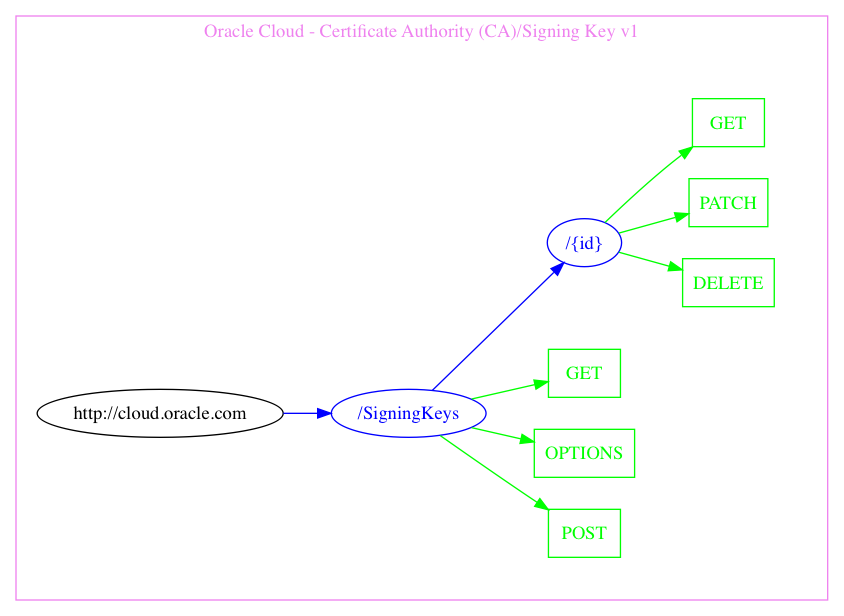 Oracle Cloud - Certificate Authority (CA)/Signing Key v1
GET
PATCH
/{id}
DELETE
GET
http://cloud.oracle.com
/SigningKeys
OPTIONS
POST